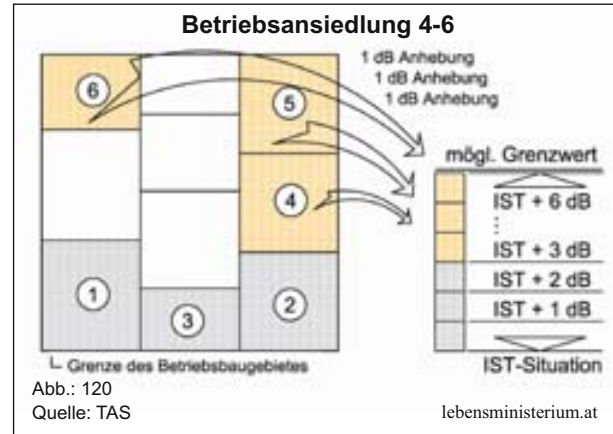 Betriebsansiedlung 4-6
1 dB Anhebung
1 dB Anhebung
1 dB Anhebung
6
5
4
1
3
2
mögl. Grenzwert
IST + 6 dB
IST + 3 dB
IST + 2 dB
IST + 1 dB
IST-Situation
Grenze des Betriebsbaugebietes
Abb.: 120
Quelle: TAS
lebensministerium.at